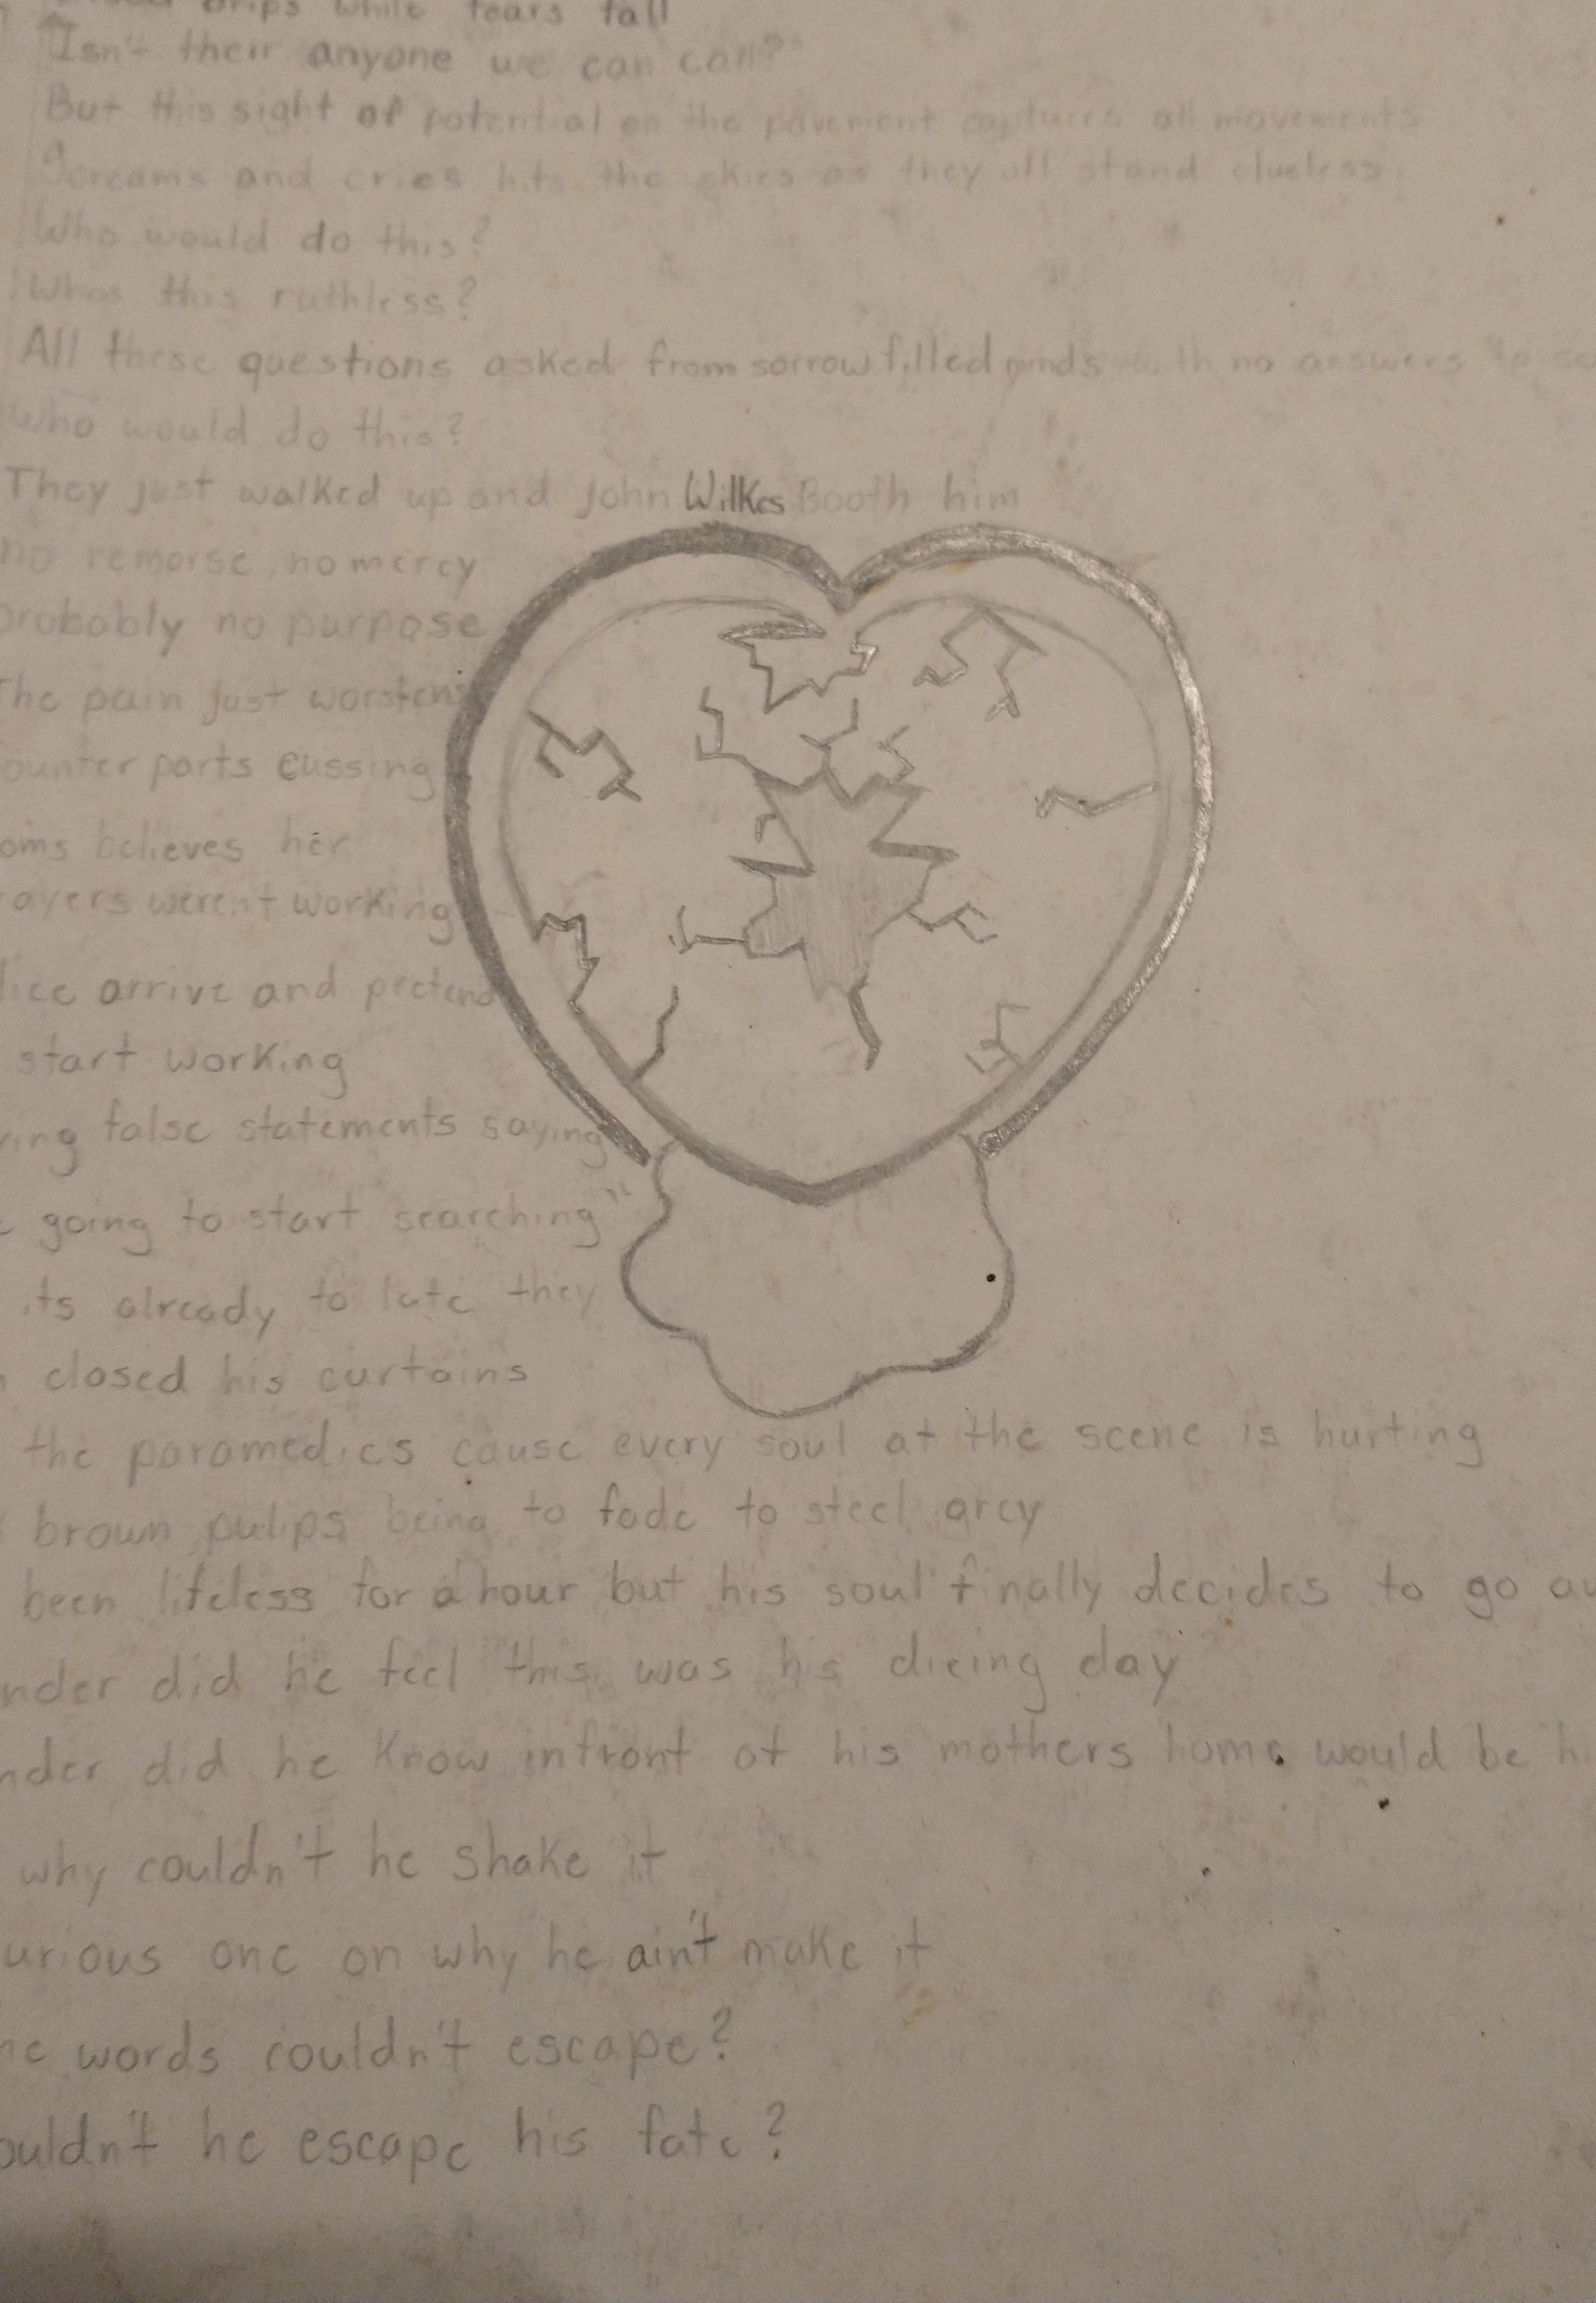 drips while tears fall
"Isn't their anyone we can call?"
But this sight of potential on the pavement captures all movements
Screams and cries hits the skies as they all stand clueless
Who would do this?
Whos this ruthless?
All these questions asked from sorrow filled minds with no answers to
Who would do this?
They just walked up and John Wilkes Booth him
no remorse, no mercy
probably no purpose
The pain just worstens
ounter parts cussing
oms believes her
rayers werent working
lice arrive and pretend
start working
ving false statements saying
going to start searching"
its already to late they
closed his curtains
the paramedics cause every soul at the scene is hurting
brown pulips being to fade to steel grey
been lifeless for a hour but his soul finally decides to go
nder did he feel this was his dieing day
nder did he know infront of his mothers home would be
why couldn't he shake it
urious one on why he ain't make it
words couldn't escape?
ouldn't he escape his fate?